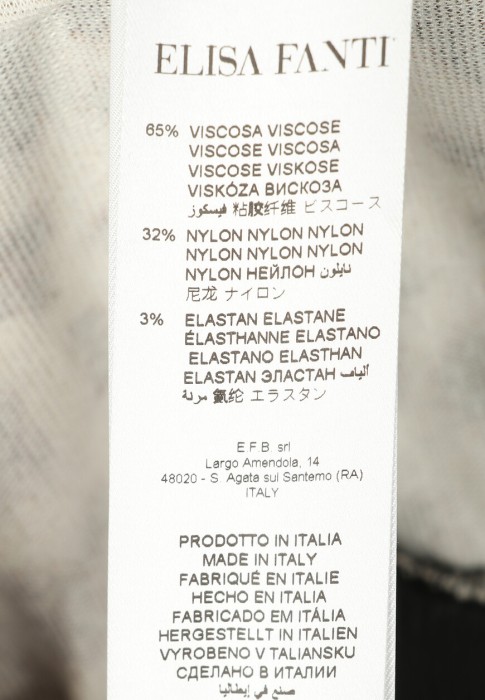 ELISA FANTI
65% VISCOSA VISCOSE
VISCOSE VISCOSA
VISCOSE VISKOSE
VISKÓZA ВИСКОЗА
فيسكوز 粘胶纤维 ビスコース
32% NYLON NYLON NYLON
NYLON NYLON NYLON
NYLON НЕЙЛОН نايلون
尼龙 ナイロン
3% ELASTAN ELASTANE
ÉLASTHANNE ELASTANO
ELASTANO ELASTHAN
ELASTAN ЭЛАСТАН الياف
مرنة 氨纶 エラスタン
E.F.B. srl
Largo Amendola, 14
48020 - S. Agata sul Santerno (RA)
ITALY
PRODOTTO IN ITALIA
MADE IN ITALY
FABRIQUÉ EN ITALIE
HECHO EN ITALIA
FABRICADO EM ITÁLIA
HERGESTELLT IN ITALIEN
VYROBENO V TALIANSKU
СДЕЛАНО В ИТАЛИИ
صنع في إيطاليا